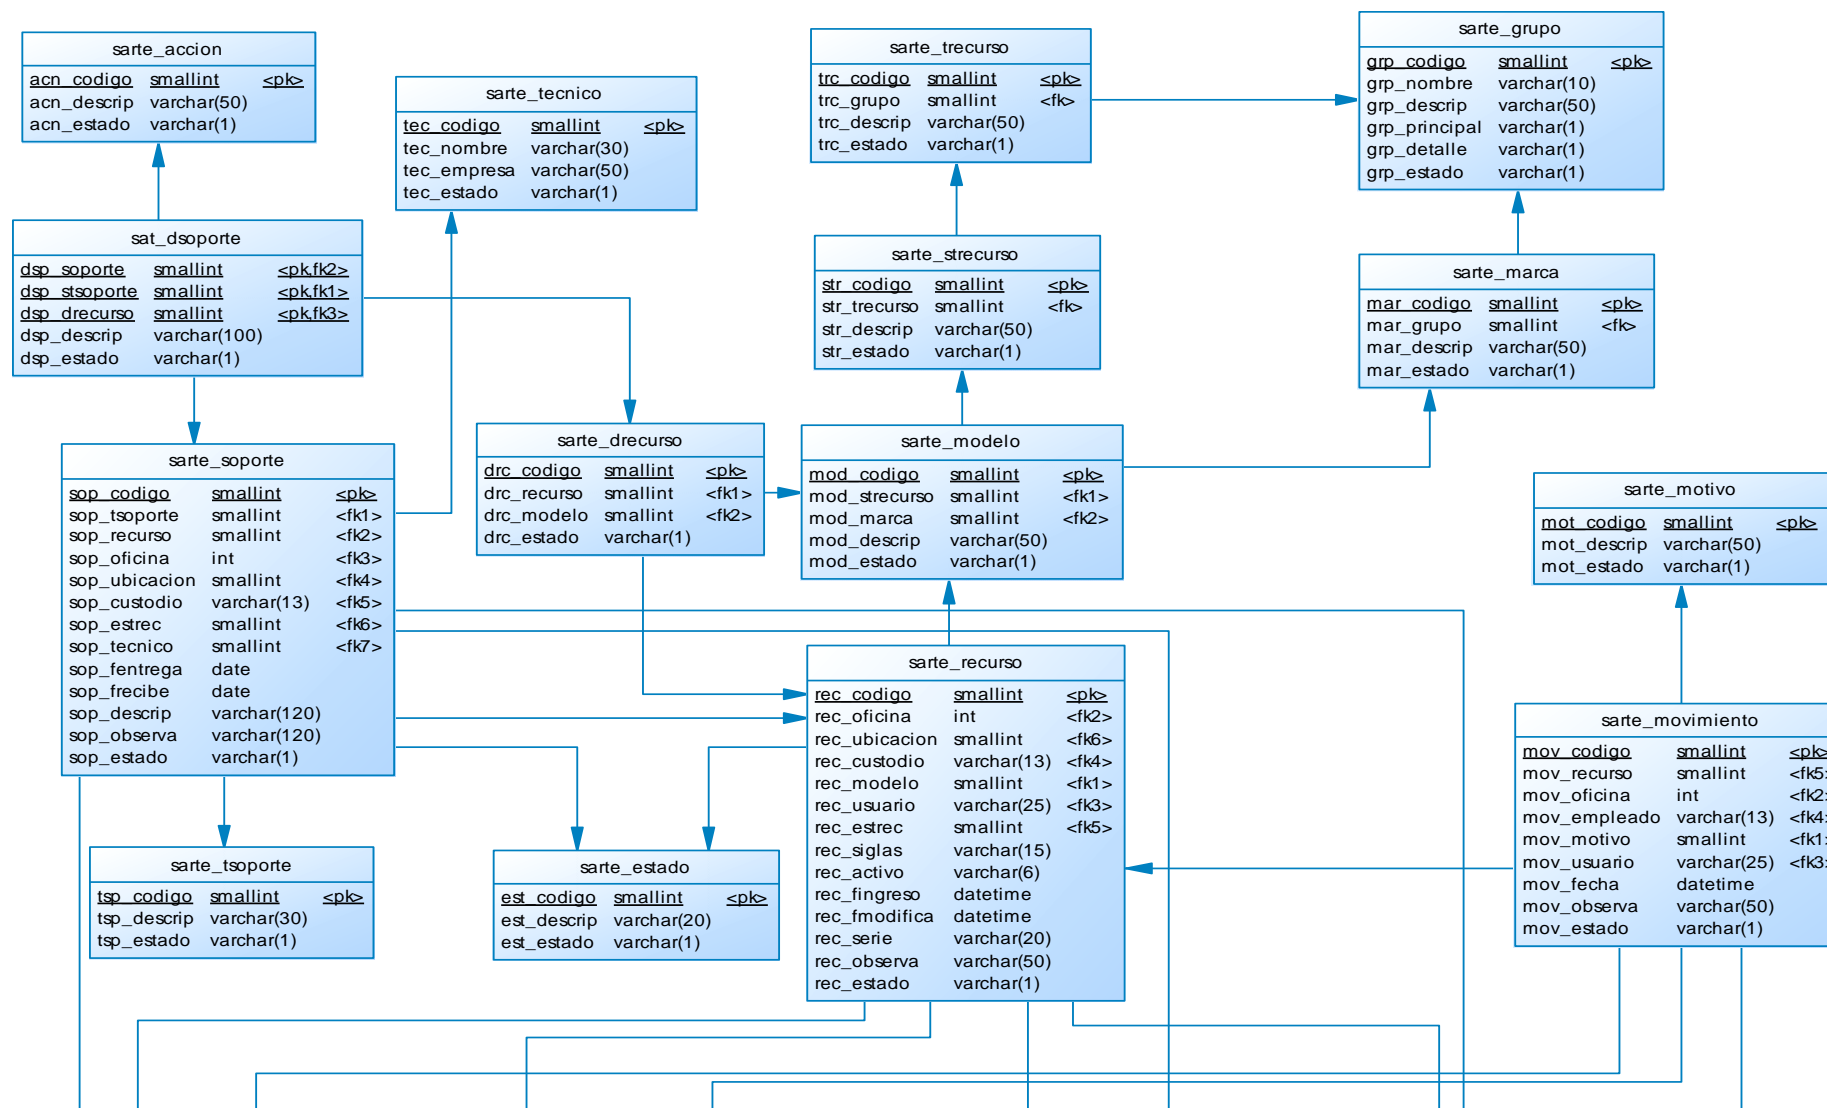 sarte_accion
acn_codigo smallint <pk>
acn_descrip varchar(50)
acn_estado varchar(1)
sarte_tecnico
tec_codigo smallint <pk>
tec_nombre varchar(30)
tec_empresa varchar(50)
tec_estado varchar(1)
sarte_trecurso
trc_codigo smallint <pk>
trc_grupo smallint <fk>
trc_descrip varchar(50)
trc_estado varchar(1)
sarte_grupo
grp_codigo smallint <pk>
grp_nombre varchar(10)
grp_descrip varchar(50)
grp_principal varchar(1)
grp_detalle varchar(1)
grp_estado varchar(1)
sat_dsoporte
dsp_soporte smallint <pk,fk2>
dsp_stsoporte smallint <pk,fk1>
dsp_drecurso smallint <pk,fk3>
dsp_descrip varchar(100)
dsp_estado varchar(1)
sarte_strecurso
str_codigo smallint <pk>
str_trecurso smallint <fk>
str_descrip varchar(50)
str_estado varchar(1)
sarte_marca
mar_codigo smallint <pk>
mar_grupo smallint <fk>
mar_descrip varchar(50)
mar_estado varchar(1)
sarte_soporte
sop_codigo smallint <pk>
sop_tsoporte smallint <fk1>
sop_recurso smallint <fk2>
sop_oficina int <fk3>
sop_ubicacion smallint <fk4>
sop_custodio varchar(13) <fk5>
sop_estrec smallint <fk6>
sop_tecnico smallint <fk7>
sop_fentrega date
sop_frecibe date
sop_descrip varchar(120)
sop_observa varchar(120)
sop_estado varchar(1)
sarte_drecurso
drc_codigo smallint <pk>
drc_recurso smallint <fk1>
drc_modelo smallint <fk2>
drc_estado varchar(1)
sarte_modelo
mod_codigo smallint <pk>
mod_strecurso smallint <fk1>
mod_marca smallint <fk2>
mod_descrip varchar(50)
mod_estado varchar(1)
sarte_motivo
mot_codigo smallint <pk>
mot_descrip varchar(50)
mot_estado varchar(1)
sarte_recurso
rec_codigo smallint <pk>
rec_oficina int <fk2>
rec_ubicacion smallint <fk6>
rec_custodio varchar(13) <fk4>
rec_modelo smallint <fk1>
rec_usuario varchar(25) <fk3>
rec_estrec smallint <fk5>
rec_siglas varchar(15)
rec_activo varchar(6)
rec_fingreso datetime
rec_fmodifica datetime
rec_serie varchar(20)
rec_observa varchar(50)
rec_estado varchar(1)
sarte_movimiento
mov_codigo smallint <pk>
mov_recurso smallint <fk5>
mov_oficina int <fk2>
mov_empleado varchar(13) <fk4>
mov_motivo smallint <fk1>
mov_usuario varchar(25) <fk3>
mov_fecha datetime
mov_observa varchar(50)
mov_estado varchar(1)
sarte_tsoporte
tsp_codigo smallint <pk>
tsp_descrip varchar(30)
tsp_estado varchar(1)
sarte_estado
est_codigo smallint <pk>
est_descrip varchar(20)
est_estado varchar(1)